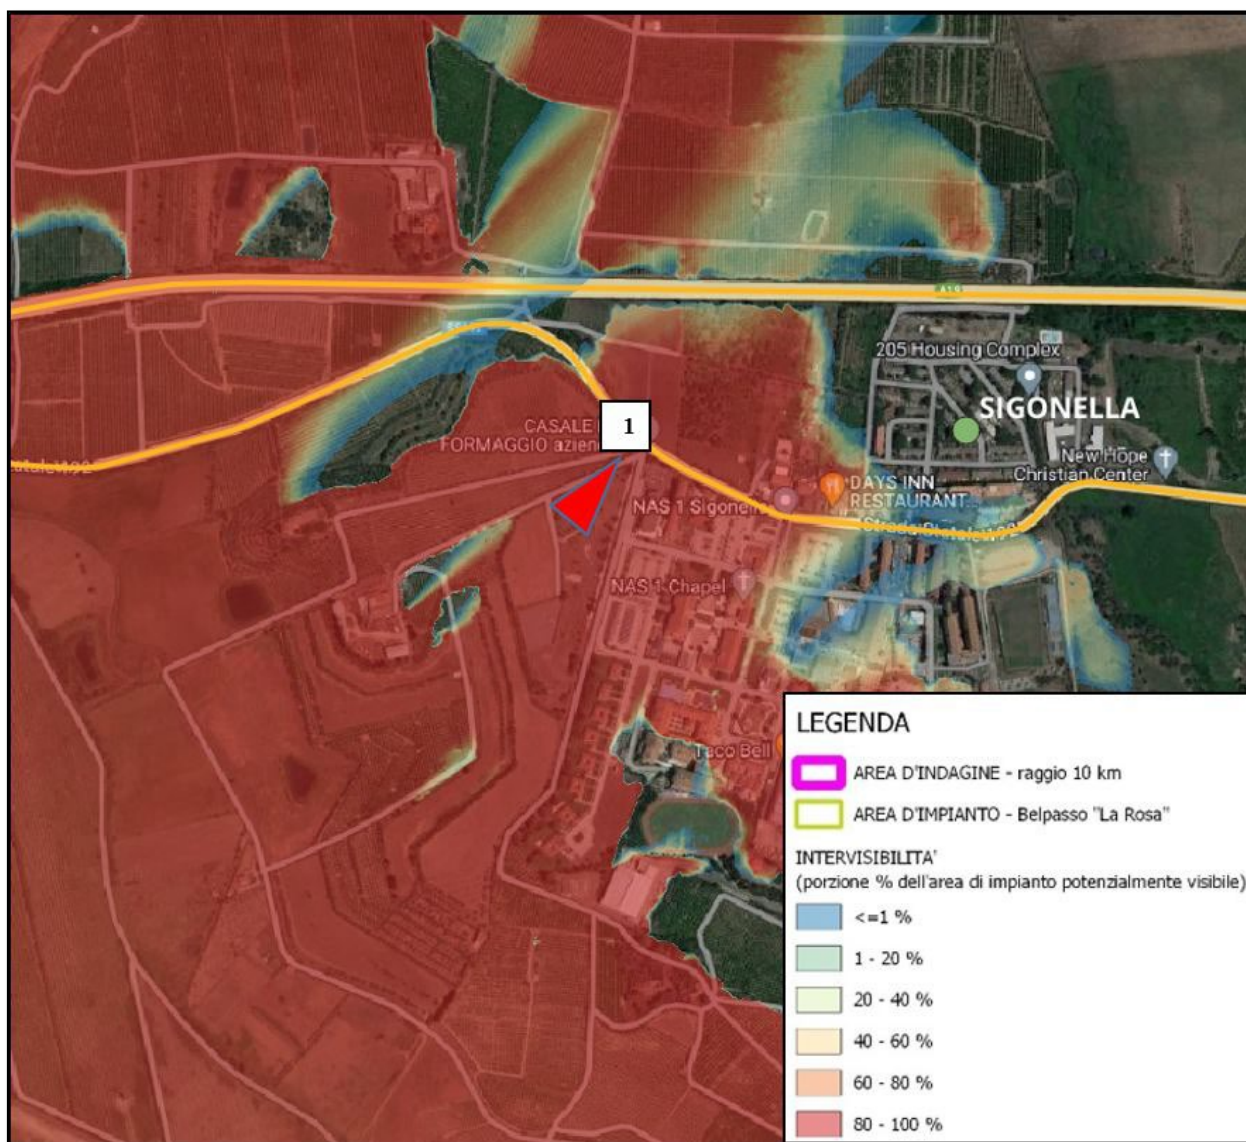 205 Housing Complex
SIGONELLA
1
CASALE
FORMAGGIO
New Hope
Christian Center
DAYS INN
RESTAURANT...
NAS 1 Sigonella
NAS 1 Chapel
Taco Bell
LEGENDA
AREA D'INDAGINE - raggio 10 km
AREA D'IMPIANTO - Belpasso "La Rosa"
INTERVISIBILITA'
(porzione % dell'area di impianto potenzialmente visibile)
<=1 %
1 - 20 %
20 - 40 %
40 - 60 %
60 - 80 %
80 - 100 %